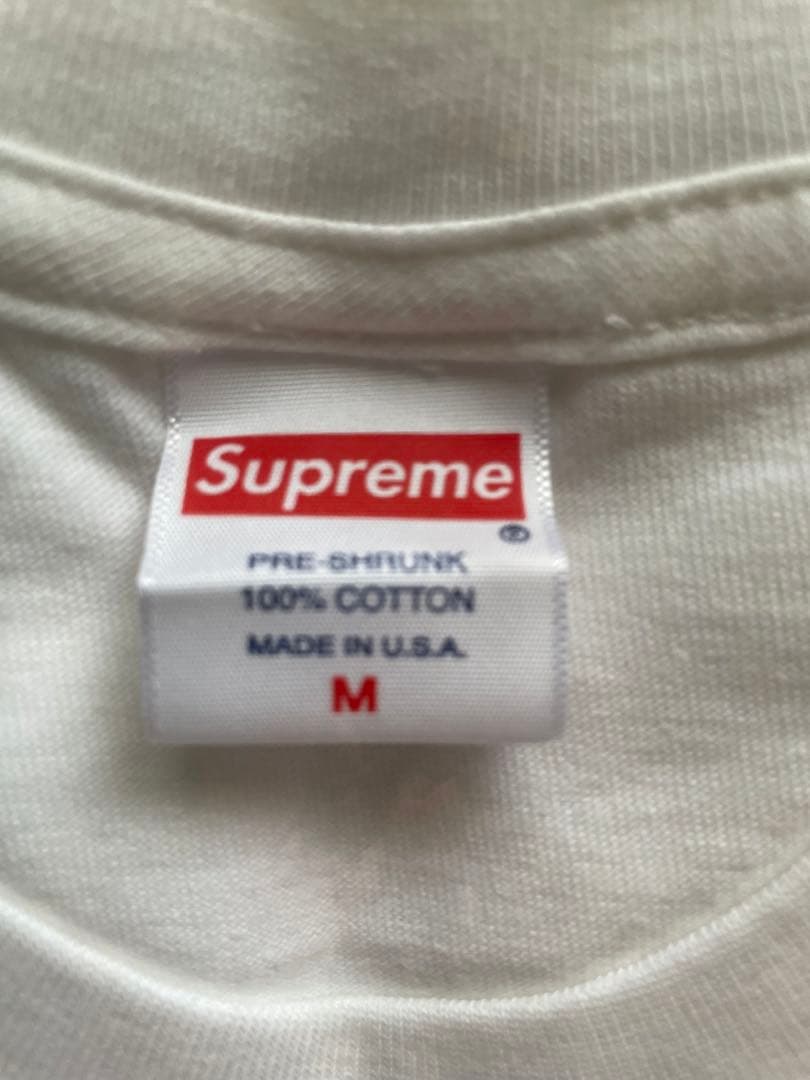 Supreme
®
PRE-SHRUNK
100% COTTON
MADE IN U.S.A.
M